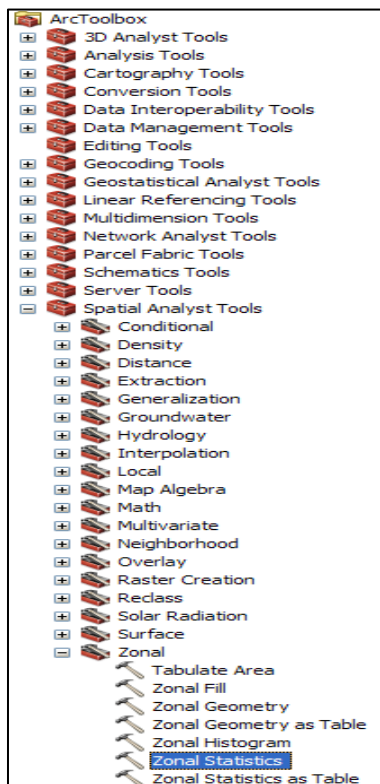 ArcToolbox
3D Analyst Tools
Analysis Tools
Cartography Tools
Conversion Tools
Data Interoperability Tools
Data Management Tools
Editing Tools
Geocoding Tools
Geostatistical Analyst Tools
Linear Referencing Tools
Multidimension Tools
Network Analyst Tools
Parcel Fabric Tools
Schematics Tools
Server Tools
Spatial Analyst Tools
Conditional
Density
Distance
Extraction
Generalization
Groundwater
Hydrology
Interpolation
Local
Map Algebra
Math
Multivariate
Neighborhood
Overlay
Raster Creation
Reclass
Solar Radiation
Surface
Zonal
Tabulate Area
Zonal Fill
Zonal Geometry
Zonal Geometry as Table
Zonal Histogram
Zonal Statistics
Zonal Statistics as Table